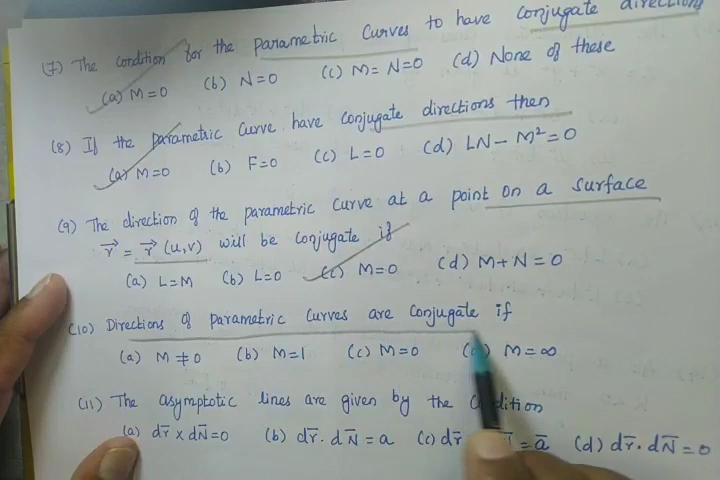 (7) The condition for the parametric curves to have conjugate directions
(a) M=0 (b) N=0 (c) M=N=0 (d) None of these
(8) If the parametric curve have conjugate directions then
(a) M=0 (b) F=0 (c) L=0 (d) LN-M²=0
(9) The direction of the parametric curve at a point on a surface
r⃗ = r⃗ (u,v) will be conjugate if
(a) L=M (b) L=0 (c) M=0 (d) M+N=0
(10) Directions of parametric curves are conjugate if
(a) M≠0 (b) M=1 (c) M=0 (d) M=∞
(11) The asymptotic lines are given by the condition
(a) dr̅ × dN̅=0 (b) dr̅ . dN̅ = a (c) dr̅ = a̅ (d) dr̅ . dN̅ = 0